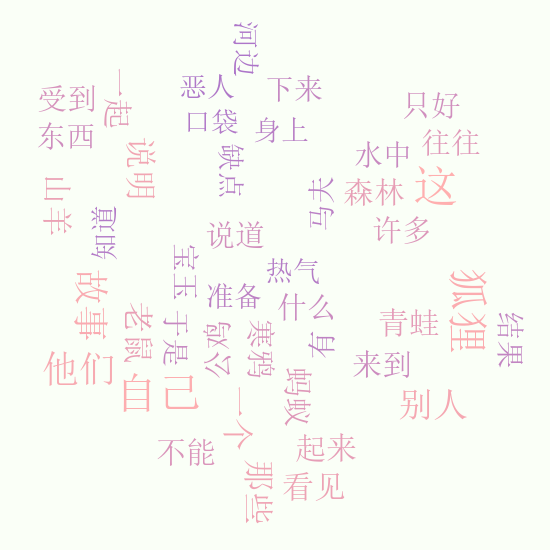 河边
恶人
下来
受到
一起
只好
口袋
身上
东西
往往
说明
缺点
水中
山羊
马夫
森林
这
知道
说道
许多
宝玉
热气
故事
准备
什么
狐狸
老鼠
于是
公鸡
寒鸦
有
青蛙
结果
他们
来到
自己
蚂蚁
别人
一个
不能
起来
那些
看见